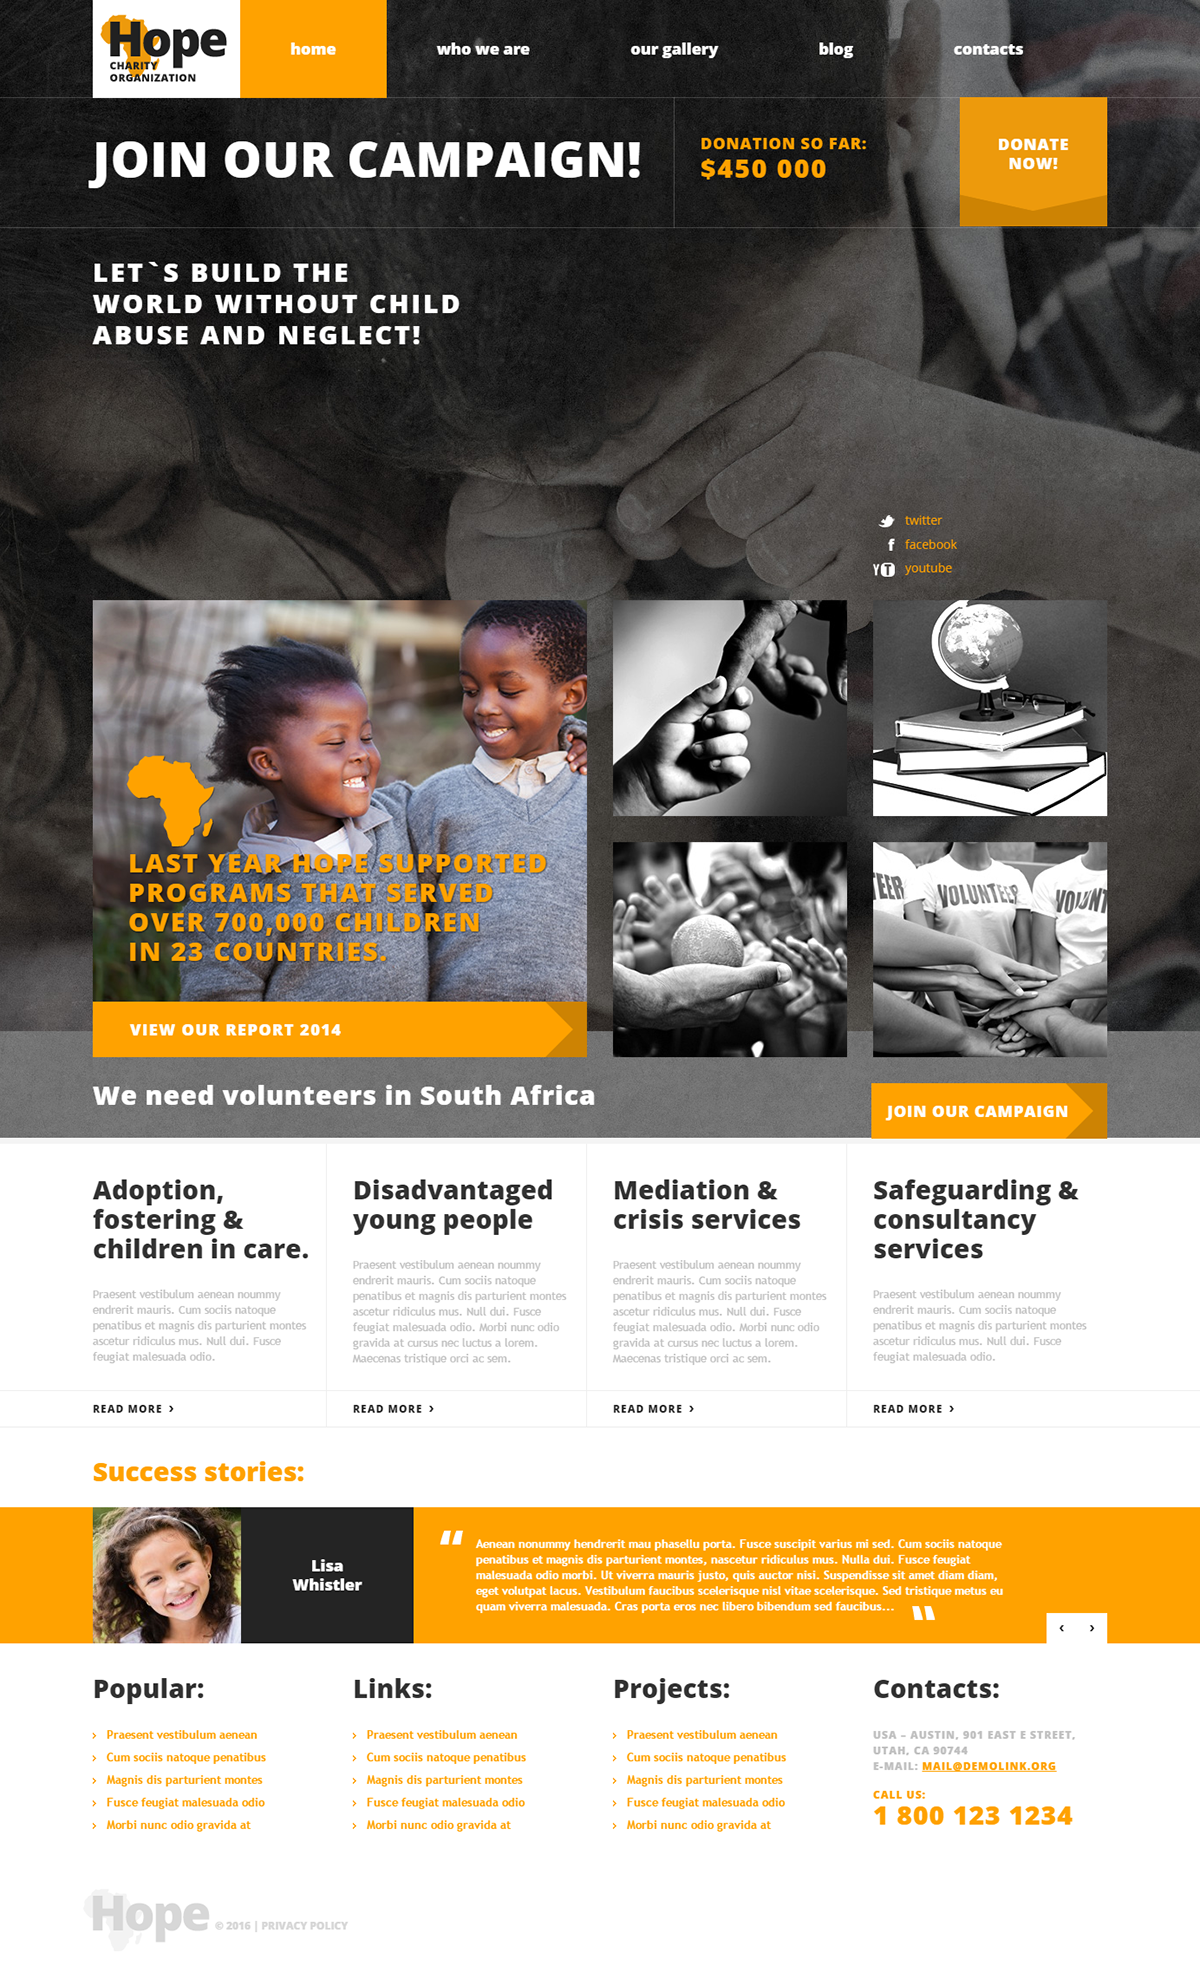 Hope
CHARITY
ORGANIZATION
home
who we are
our gallery
blog
contacts
JOIN OUR CAMPAIGN!
DONATION SO FAR:
$450 000
DONATE
NOW!
LET`S BUILD THE
WORLD WITHOUT CHILD
ABUSE AND NEGLECT!
twitter
facebook
youtube
LAST YEAR HOPE SUPPORTED
PROGRAMS THAT SERVED
OVER 700,000 CHILDREN
IN 23 COUNTRIES.
VIEW OUR REPORT 2014
TEER
VOLUNTEER
VOLUNT
We need volunteers in South Africa
JOIN OUR CAMPAIGN
Adoption,
fostering &
children in care.
Praesent vestibulum aenean noummy
endrerit mauris. Cum sociis natoque
penatibus et magnis dis parturient montes
ascetur ridiculus mus. Null dui. Fusce
feugiat malesuada odio.
READ MORE ›
Disadvantaged
young people
Praesent vestibulum aenean noummy
endrerit mauris. Cum sociis natoque
penatibus et magnis dis parturient montes
ascetur ridiculus mus. Null dui. Fusce
feugiat malesuada odio. Morbi nunc odio
gravida at cursus nec luctus a lorem.
Maecenas tristique orci ac sem.
READ MORE ›
Mediation &
crisis services
Praesent vestibulum aenean noummy
endrerit mauris. Cum sociis natoque
penatibus et magnis dis parturient montes
ascetur ridiculus mus. Null dui. Fusce
feugiat malesuada odio. Morbi nunc odio
gravida at cursus nec luctus a lorem.
Maecenas tristique orci ac sem.
READ MORE ›
Safeguarding &
consultancy
services
Praesent vestibulum aenean noummy
endrerit mauris. Cum sociis natoque
penatibus et magnis dis parturient montes
ascetur ridiculus mus. Null dui. Fusce
feugiat malesuada odio.
READ MORE ›
Success stories:
Lisa
Whistler
Aenean nonummy hendrerit mau phasellu porta. Fusce suscipit varius mi sed. Cum sociis natoque
penatibus et magnis dis parturient montes, nascetur ridiculus mus. Nulla dui. Fusce feugiat
malesuada odio morbi. Ut viverra mauris justo, quis auctor nisi. Suspendisse sit amet diam diam,
eget volutpat lacus. Vestibulum faucibus scelerisque nisl vitae scelerisque. Sed tristique metus eu
quam viverra malesuada. Cras porta eros nec libero bibendum sed faucibus...
‹ ›
Popular:
Praesent vestibulum aenean
Cum sociis natoque penatibus
Magnis dis parturient montes
Fusce feugiat malesuada odio
Morbi nunc odio gravida at
Links:
Praesent vestibulum aenean
Cum sociis natoque penatibus
Magnis dis parturient montes
Fusce feugiat malesuada odio
Morbi nunc odio gravida at
Projects:
Praesent vestibulum aenean
Cum sociis natoque penatibus
Magnis dis parturient montes
Fusce feugiat malesuada odio
Morbi nunc odio gravida at
Contacts:
USA – AUSTIN, 901 EAST E STREET,
UTAH, CA 90744
E-MAIL: MAIL@DEMOLINK.ORG
CALL US:
1 800 123 1234
Hope © 2016 | PRIVACY POLICY